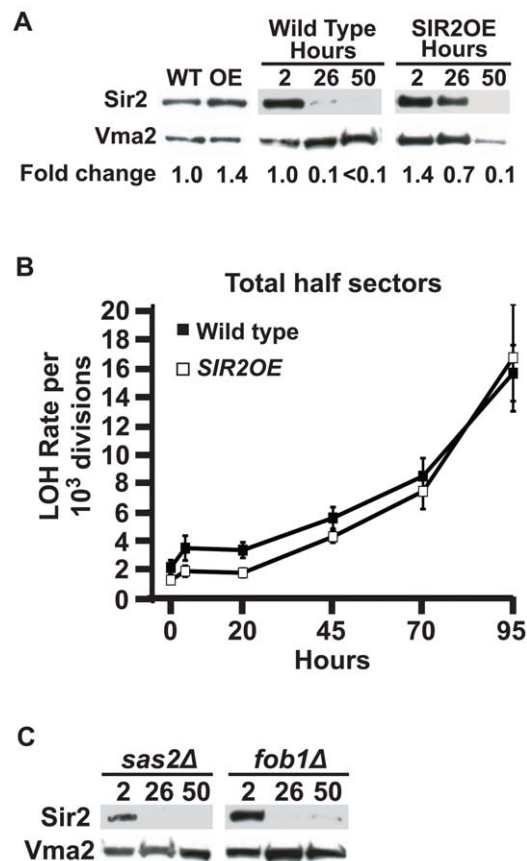 A
Wild Type
Hours
SIR2OE
Hours
WT OE 2 26 50 2 26 50
Sir2
Vma2
Fold change 1.0 1.4 1.0 0.1 <0.1 1.4 0.7 0.1
B
Total half sectors
LOH Rate per
10³ divisions
20
18
16
14
12
10
8
6
4
2
0
Wild type
SIR2OE
0 20 45 70 95
Hours
C
sas2Δ fob1Δ
2 26 50 2 26 50
Sir2
Vma2